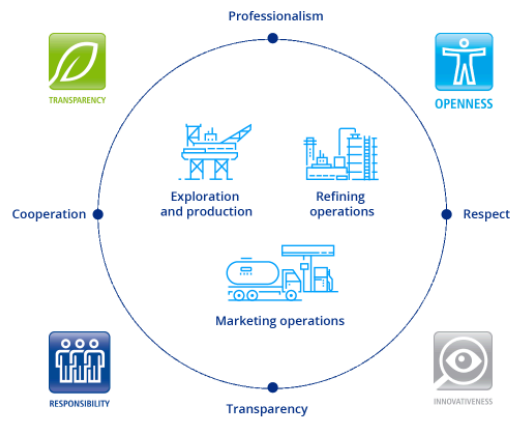 Professionalism
TRANSPARENCY
OPENNESS
Exploration
and production
Refining
operations
Cooperation
Respect
Marketing operations
RESPONSIBILITY
INNOVATIVENESS
Transparency